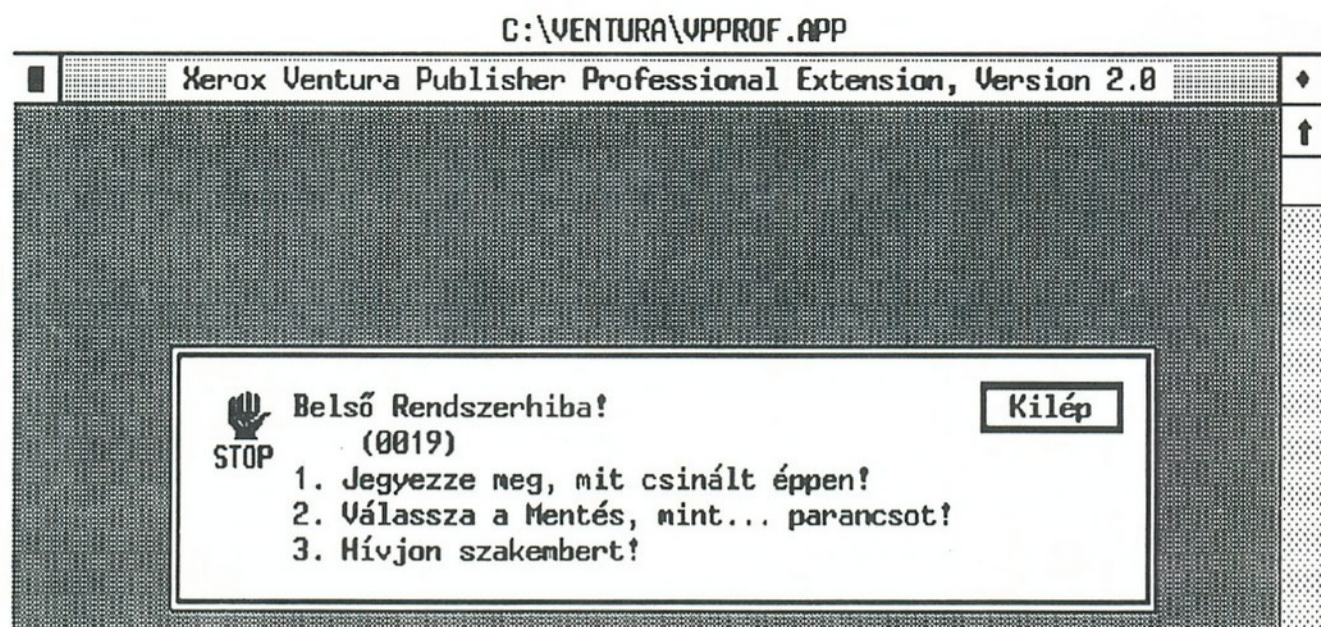 C:\VENTURA\VPPROF.APP
Xerox Ventura Publisher Professional Extension, Version 2.0
Belső Rendszerhiba!
Kilép
(0019)
STOP
1. Jegyezze meg, mit csinált éppen!
2. Válassza a Mentés, mint... parancsot!
3. Hívjon szakembert!